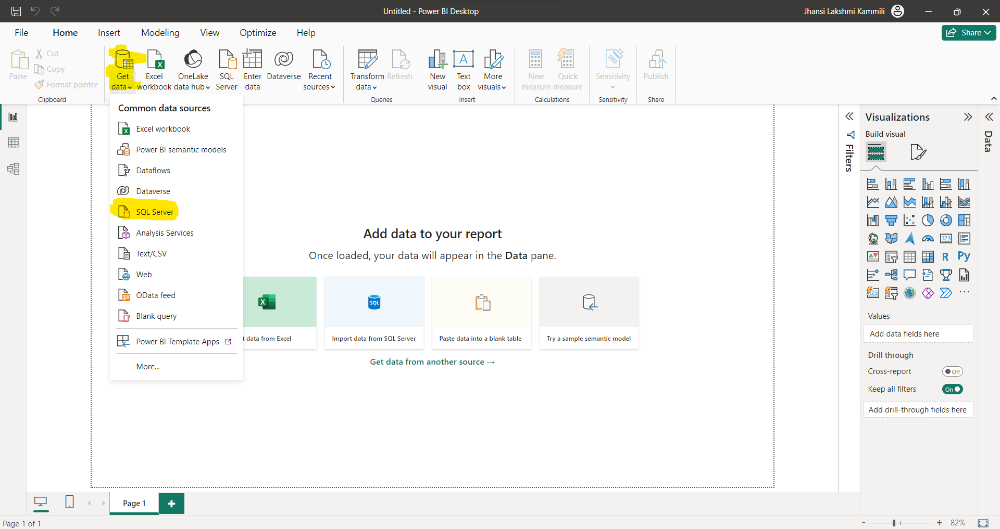 Untitled - Power BI Desktop
Jhansi Lakshmi Kammili
File Home Insert Modeling View Optimize Help
Share
Paste
Cut
Copy
Format painter
Clipboard
Get data
Excel workbook
OneLake data hub
SQL Server
Enter data
Dataverse
Recent sources
Transform data
Refresh
Queries
New visual
Text box
More visuals
Insert
New measure
Quick measure
Calculations
Sensitivity
Sensitivity
Publish
Share
Common data sources
Excel workbook
Power BI semantic models
Dataflows
Dataverse
SQL Server
Analysis Services
Text/CSV
Web
OData feed
Blank query
Power BI Template Apps
More...
Add data to your report
Once loaded, your data will appear in the Data pane.
SQL
t data from Excel
Import data from SQL Server
Paste data into a blank table
Try a sample semantic model
Get data from another source →
Filters
Visualizations
Build visual
123
R
Py
123
Values
Add data fields here
Drill through
Cross-report
Off
Keep all filters
On
Add drill-through fields here
Data
Page 1
Page 1 of 1
- + 82%